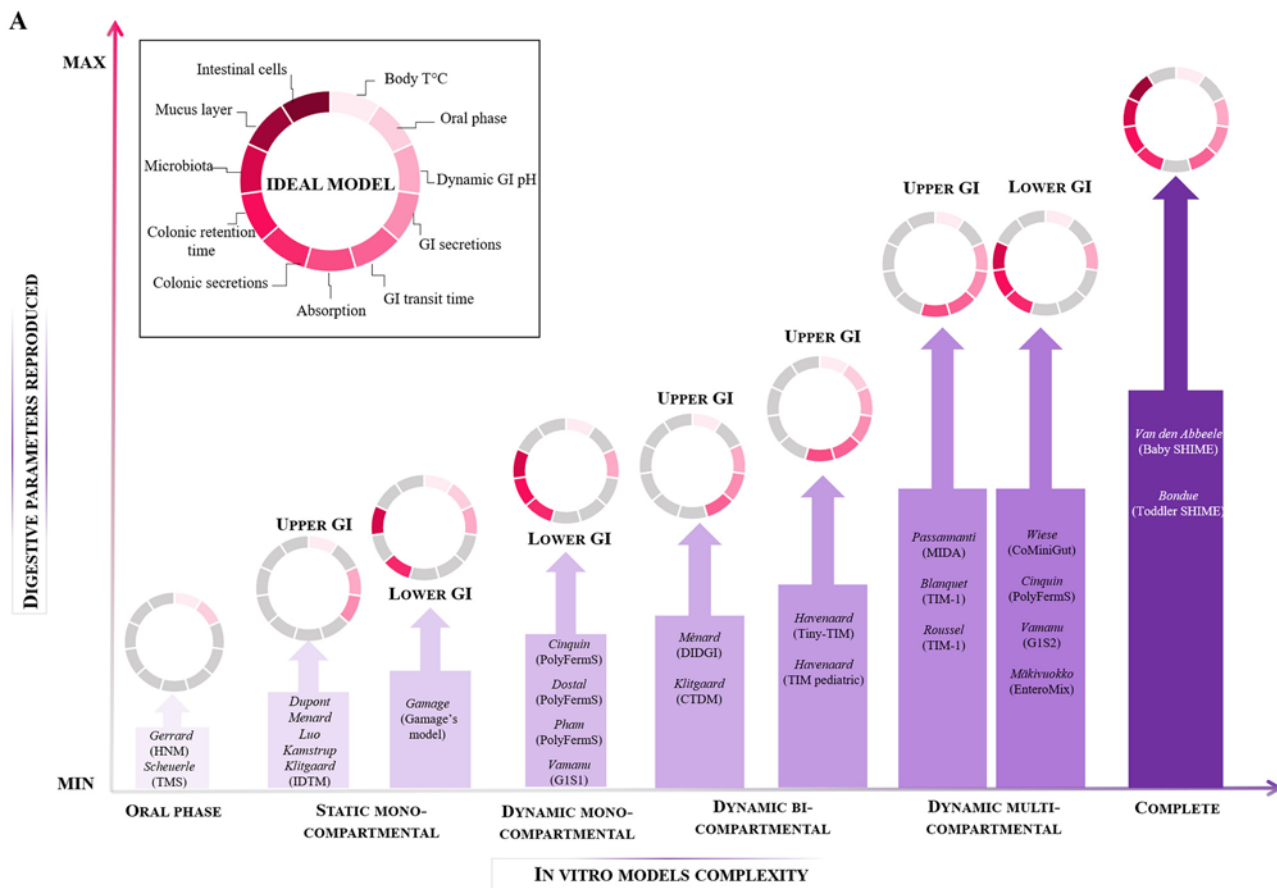 A
MAX
DIGESTIVE PARAMETERS REPRODUCED
MIN
Intestinal cells
Body T°C
Mucus layer
Oral phase
Microbiota
IDEAL MODEL
Dynamic GI pH
Colonic retention
time
GI secretions
Colonic secretions
GI transit time
Absorption
UPPER GI
LOWER GI
LOWER GI
UPPER GI
UPPER GI
UPPER GI
LOWER GI
Gerrard
(HNM)
Scheuerle
(TMS)
Dupont
Menard
Luo
Kamstrup
Klitgaard
(IDTM)
Gamage
(Gamage's
model)
Cinquin
(PolyFermS)
Dostal
(PolyFermS)
Pham
(PolyFermS)
Vamanu
(G1S1)
Ménard
(DIDGI)
Klitgaard
(CTDM)
Havenaard
(Tiny-TIM)
Havenaard
(TIM pediatric)
Passannanti
(MIDA)
Blanquet
(TIM-1)
Roussel
(TIM-1)
Wiese
(CoMiniGut)
Cinquin
(PolyFermS)
Vamanu
(G1S2)
Mäkivuokko
(EnteroMix)
Van den Abbeele
(Baby SHIME)
Bondue
(Toddler SHIME)
ORAL PHASE
STATIC MONO-
COMPARTMENTAL
DYNAMIC MONO-
COMPARTMENTAL
DYNAMIC BI-
COMPARTMENTAL
DYNAMIC MULTI-
COMPARTMENTAL
COMPLETE
IN VITRO MODELS COMPLEXITY